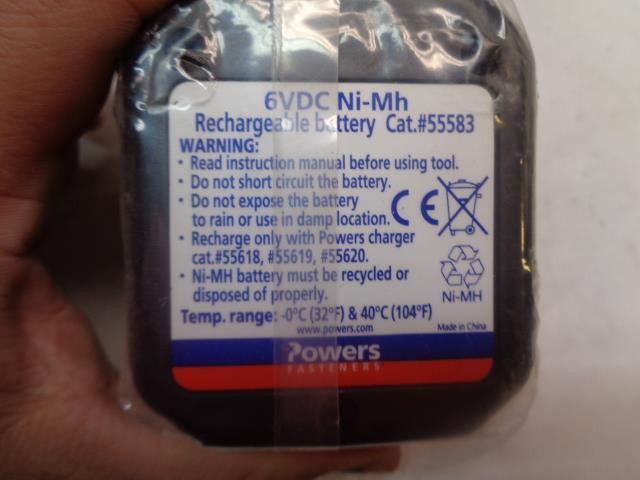 6VDC Ni-Mh
Rechargeable battery Cat.#55583
WARNING:
• Read instruction manual before using tool.
• Do not short circuit the battery.
• Do not expose the battery
to rain or use in damp location.
CE
• Recharge only with Powers charger
cat.#55618, #55619, #55620.
• Ni-MH battery must be recycled or
disposed of properly.
Ni-MH
Temp. range: -0°C (32°F) & 40°C (104°F)
www.powers.com
Made in China
Powers
FASTENERS